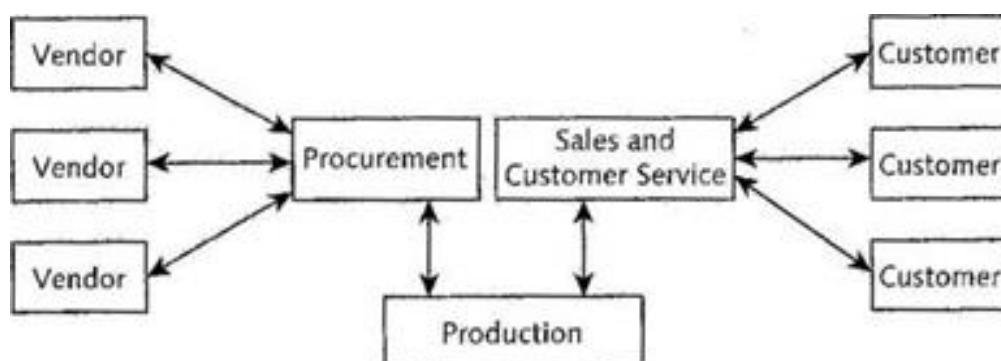 Vendor
Customer
Vendor
Procurement
Sales and
Customer Service
Customer
Vendor
Customer
Production